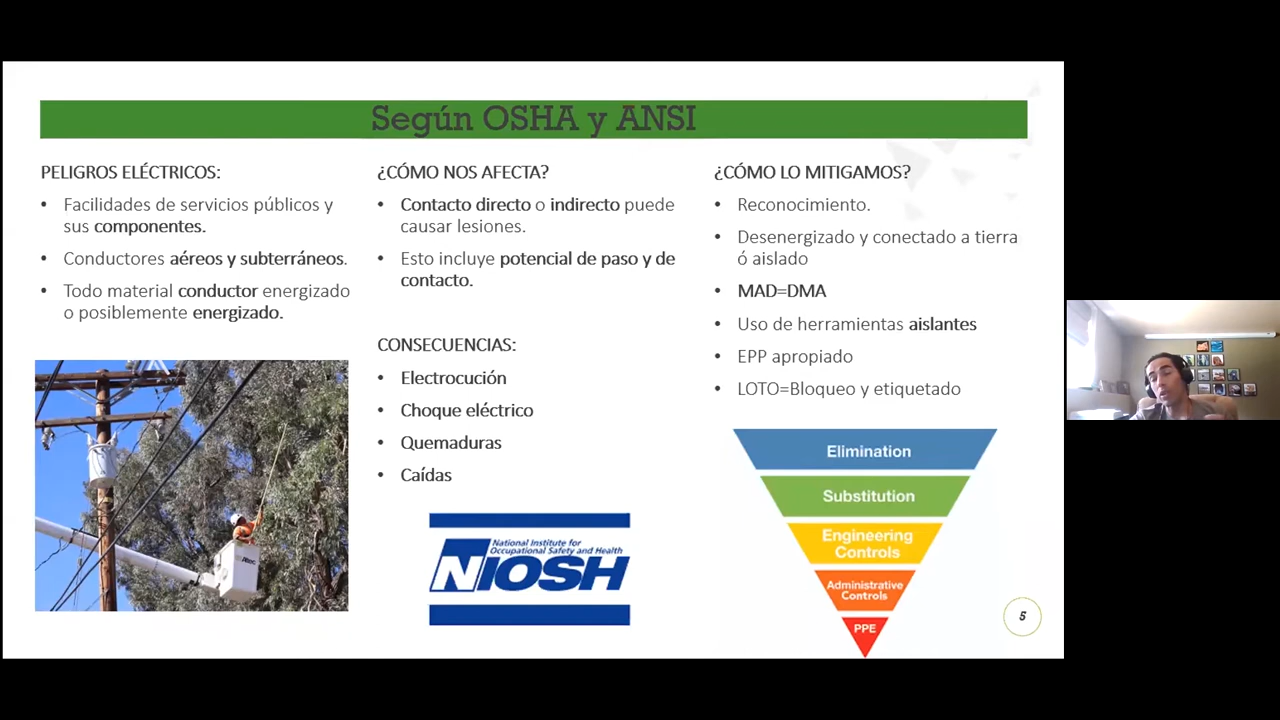 Según OSHA y ANSI
PELIGROS ELÉCTRICOS:
• Facilidades de servicios públicos y
sus componentes.
• Conductores aéreos y subterráneos.
• Todo material conductor energizado
o posiblemente energizado.
¿CÓMO NOS AFECTA?
• Contacto directo o indirecto puede
causar lesiones.
• Esto incluye potencial de paso y de
contacto.
CONSECUENCIAS:
• Electrocución
• Choque eléctrico
• Quemaduras
• Caídas
National Institute for
Occupational Safety and Health
NIOSH
¿CÓMO LO MITIGAMOS?
• Reconocimiento.
• Desenergizado y conectado a tierra
ó aislado
• MAD=DMA
• Uso de herramientas aislantes
• EPP apropiado
• LOTO=Bloqueo y etiquetado
Elimination
Substitution
Engineering
Controls
Administrative
Controls
PPE
5